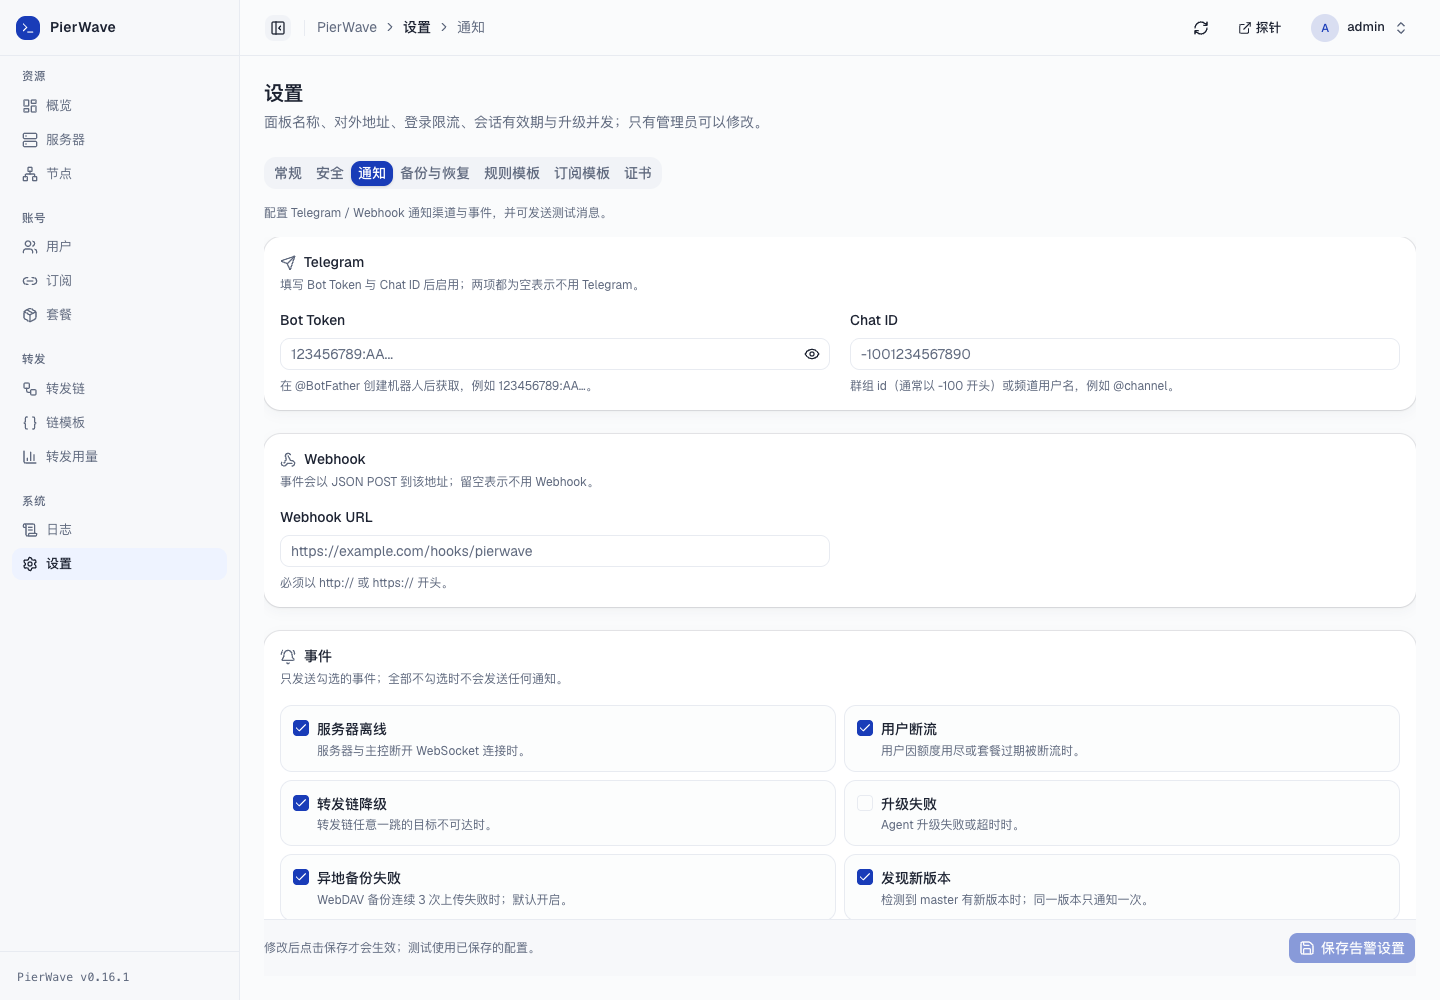 PierWave
资源
概览
服务器
节点
账号
用户
订阅
套餐
转发
转发链
链模板
转发用量
系统
日志
设置
PierWave v0.16.1
PierWave > 设置 > 通知
探针
A admin
设置
面板名称、对外地址、登录限流、会话有效期与升级并发；只有管理员可以修改。
常规 安全 通知 备份与恢复 规则模板 订阅模板 证书
配置 Telegram / Webhook 通知渠道与事件，并可发送测试消息。
Telegram
填写 Bot Token 与 Chat ID 后启用；两项都为空表示不用 Telegram。
Bot Token
123456789:AA...
在 @BotFather 创建机器人后获取，例如 123456789:AA...。
Chat ID
-1001234567890
群组 id（通常以 -100 开头）或频道用户名，例如 @channel。
Webhook
事件会以 JSON POST 到该地址；留空表示不用 Webhook。
Webhook URL
https://example.com/hooks/pierwave
必须以 http:// 或 https:// 开头。
事件
只发送勾选的事件；全部不勾选时不会发送任何通知。
服务器离线
服务器与主控断开 WebSocket 连接时。
用户断流
用户因额度用尽或套餐过期被断流时。
转发链降级
转发链任意一跳的目标不可达时。
升级失败
Agent 升级失败或超时时。
异地备份失败
WebDAV 备份连续 3 次上传失败时；默认开启。
发现新版本
检测到 master 有新版本时；同一版本只通知一次。
修改后点击保存才会生效；测试使用已保存的配置。
保存告警设置